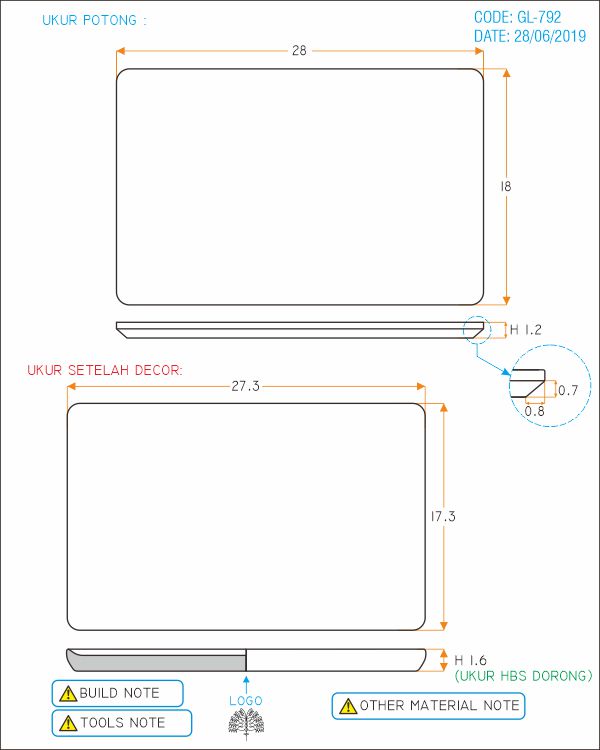 UKUR POTONG :
CODE: GL-792
DATE: 28/06/2019
28
18
H 1.2
0.7
0.8
UKUR SETELAH DECOR:
27.3
17.3
H 1.6
(UKUR HBS DORONG)
BUILD NOTE
TOOLS NOTE
LOGO
OTHER MATERIAL NOTE